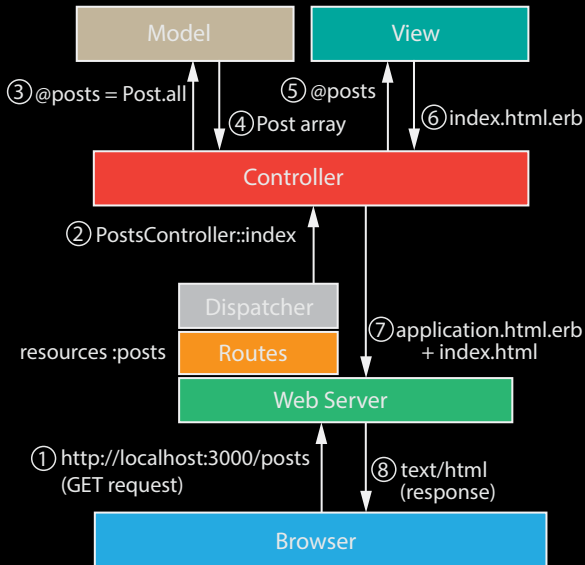 Model
View
③ @posts = Post.all
④ Post array
⑤ @posts
⑥ index.html.erb
Controller
② PostsController::index
Dispatcher
resources :posts
Routes
⑦ application.html.erb
+ index.html
Web Server
① http://localhost:3000/posts
(GET request)
⑧ text/html
(response)
Browser